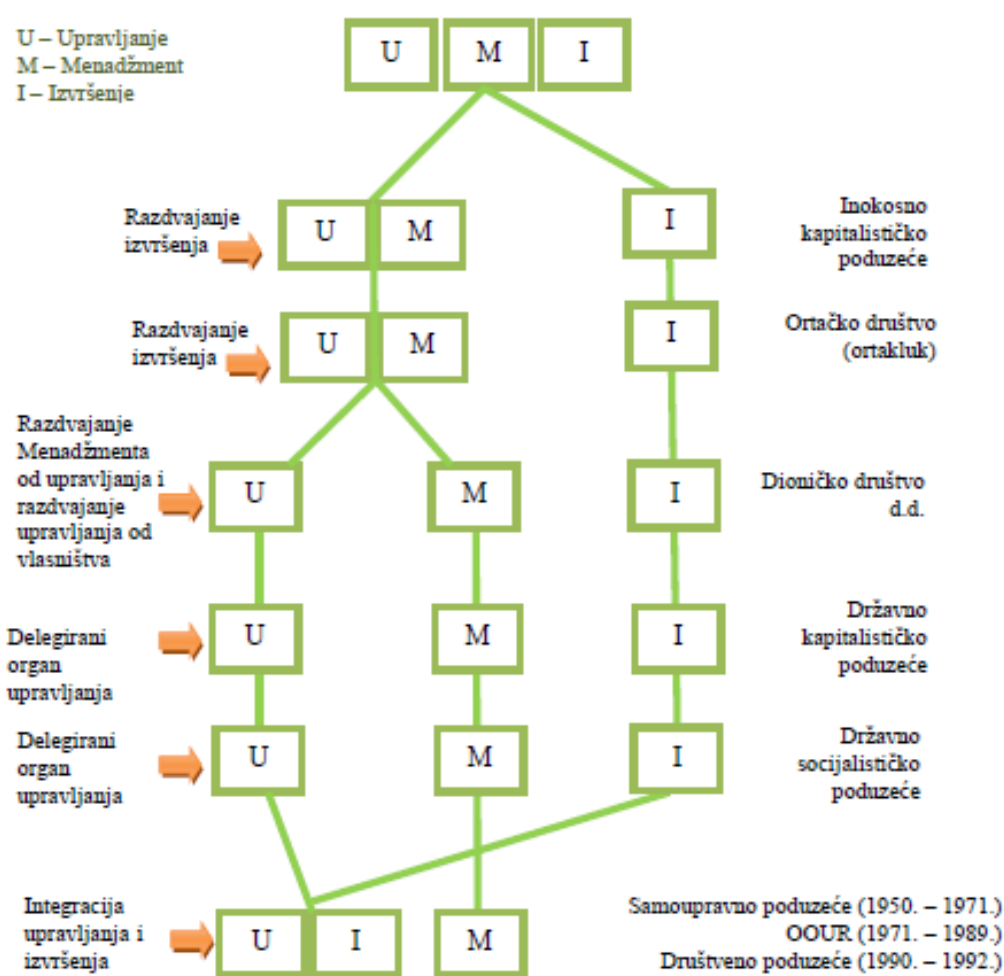 U – Upravljanje
M – Menadžment
I – Izvršenje
U M I
Razdvajanje
izvršenja
U M I
Inokosno
kapitalističko
poduzeće
Razdvajanje
izvršenja
U M I
Ortačko društvo
(ortakluk)
Razdvajanje
Menadžmenta
od upravljanja i
razdvajanje
upravljanja od
vlasništva
U M I
Dioničko društvo
d.d.
Delegirani
organ
upravljanja
U M I
Državno
kapitalističko
poduzeće
Delegirani
organ
upravljanja
U M I
Državno
socijalističko
poduzeće
Integracija
upravljanja i
izvršenja
U I M
Samoupravno poduzeće (1950. – 1971.)
OOUR (1971. – 1989.)
Društveno poduzeće (1990. – 1992.)